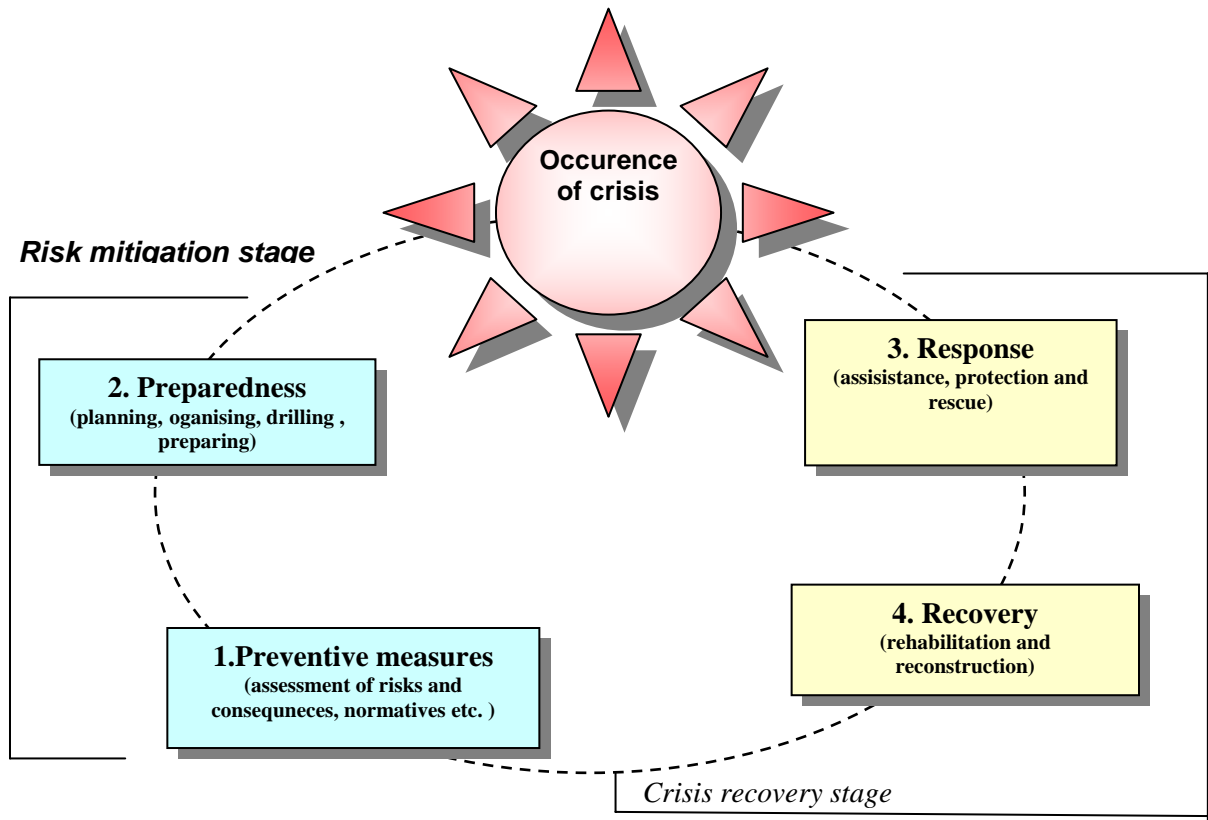 Occurence
of crisis
Risk mitigation stage
2. Preparedness
(planning, oganising, drilling ,
preparing)
3. Response
(assisistance, protection and
rescue)
1.Preventive measures
(assessment of risks and
consequneces, normatives etc. )
4. Recovery
(rehabilitation and
reconstruction)
Crisis recovery stage